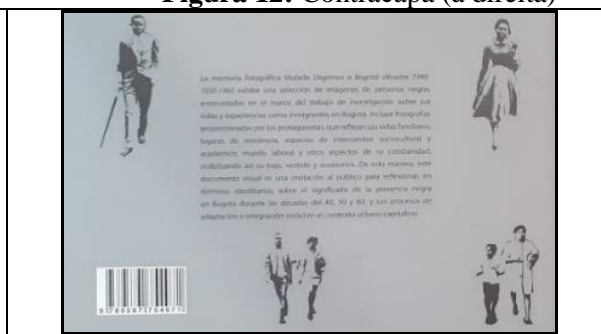 Figura 12: Contracapa (à direita)
La memoria fotográfica titulada Llegamos a Bogotá décadas 1940-
1950-1960 exhibe una selección de imágenes de personas negras
entrevistadas en el marco del trabajo de investigación sobre sus
vidas y experiencias como inmigrantes en Bogotá. Incluye fotografías
proporcionadas por los protagonistas, que reflejan sus vidas familiares,
lugares de residencia, espacios de intercambio sociocultural y
académico, mundo laboral y otros aspectos de su cotidianidad,
visibilizando así su traje, vestido y accesorios. De esta manera, este
documento visual es una invitación al público para reflexionar, en
términos identitarios, sobre el significado de la presencia negra
en Bogotá durante las décadas del 40, 50 y 60, y sus procesos de
adaptación e integración social en el contexto urbano capitalino.